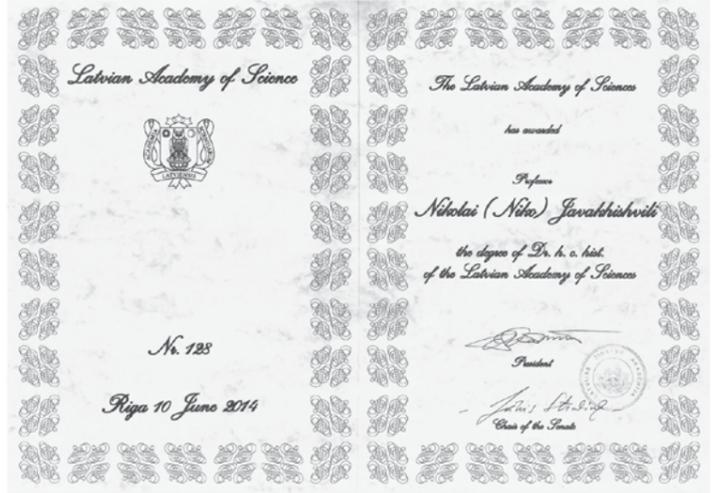 Latvian Academy of Science
LATVIENSIS
Nr. 128
Riga 10 June 2014
The Latvian Academy of Sciences
has awarded
Professor
Nikolai (Niko) Javakhishvili
the degree of Dr. h. c. hist.
of the Latvian Academy of Sciences
President
Chair of the Senate